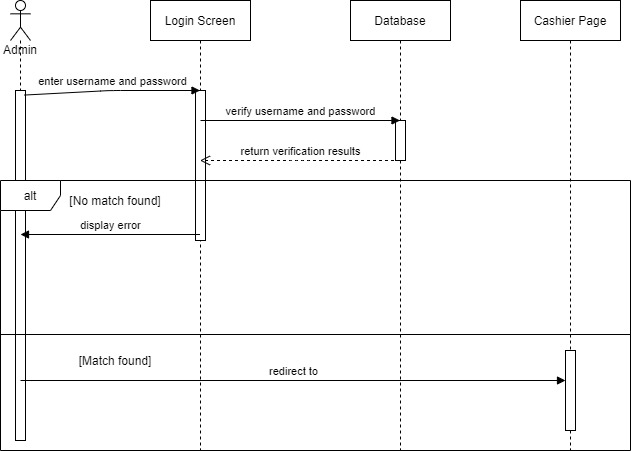 Login Screen
Database
Cashier Page
Admin
enter username and password
verify username and password
return verification results
alt
[No match found]
display error
[Match found]
redirect to